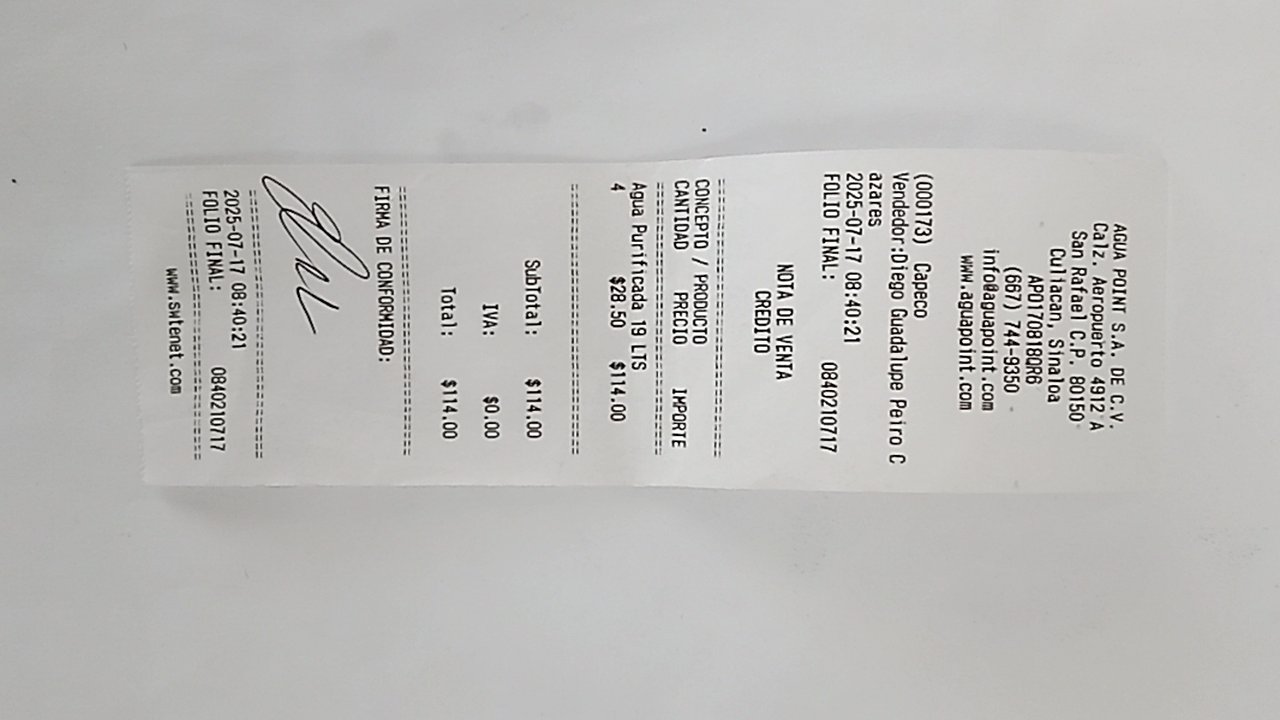 AGUA POINT S.A. DE C.V.
Calz. Aeropuerto 4912 A
San Rafael C.P. 80150
Culiacan, Sinaloa
APO170818QR6
(667) 744-9350
info@aguapoint.com
www.aguapoint.com
(000173) Capeco
Vendedor:Diego Guadalupe Peiro C
azares
2025-07-17 08:40:21
FOLIO FINAL: 0840210717
NOTA DE VENTA
CREDITO
CONCEPTO / PRODUCTO
CANTIDAD PRECIO IMPORTE
Agua Purificada 19 LTS
4 $28.50 $114.00
SubTotal: $114.00
IVA: $0.00
Total: $114.00
FIRMA DE CONFORMIDAD:
2025-07-17 08:40:21
FOLIO FINAL: 0840210717
www.swtenet.com